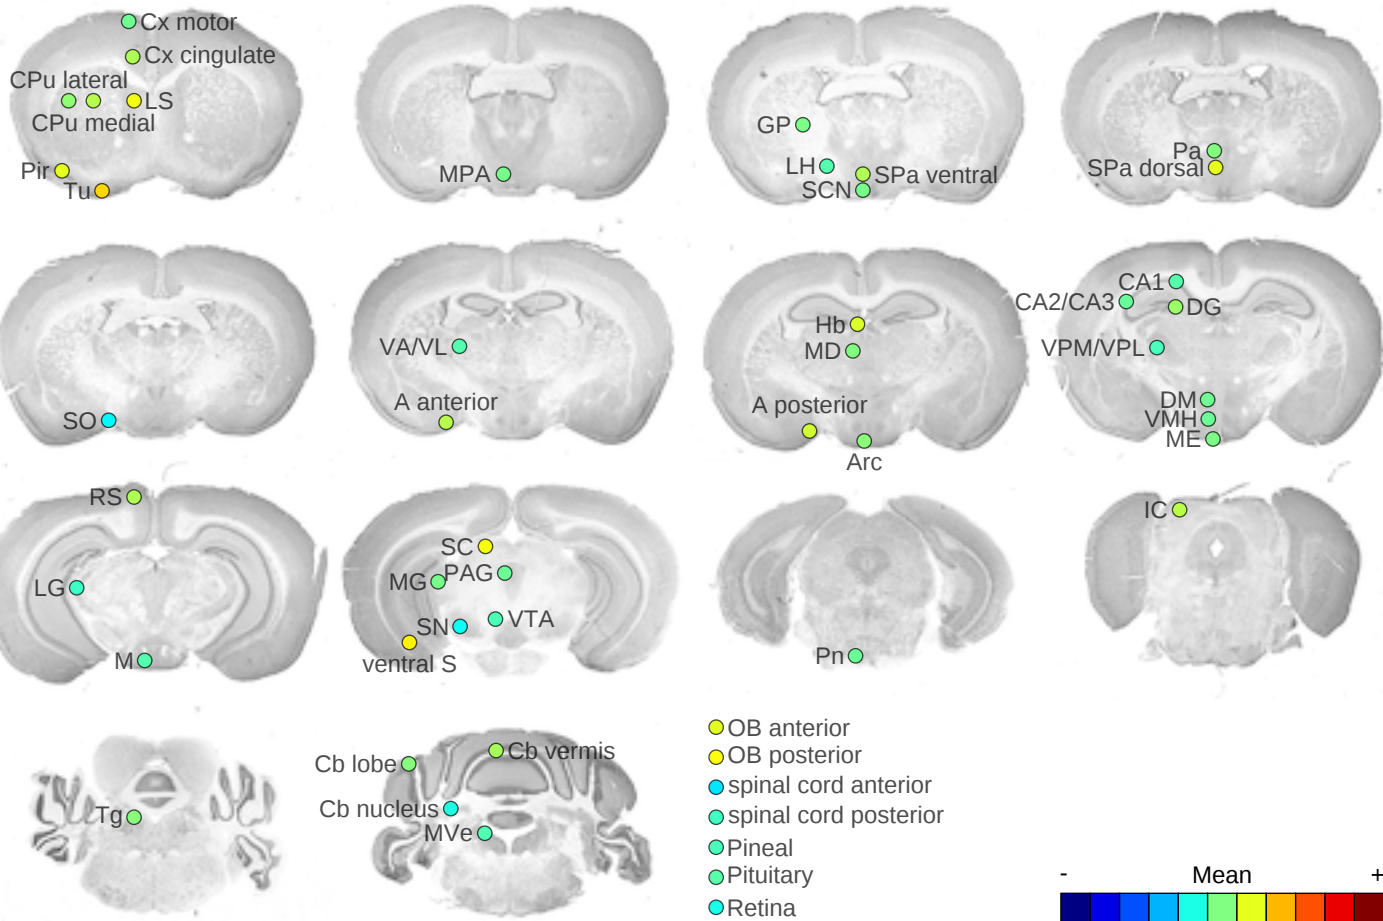 Cx motor
Cx cingulate
CPu lateral
LS
CPu medial
Pir
Tu
MPA
GP
LH
SPa ventral
SCN
Pa
SPa dorsal
SO
VA/VL
A anterior
Hb
MD
A posterior
Arc
CA1
CA2/CA3
DG
VPM/VPL
DM
VMH
ME
RS
LG
M
SC
PAG
MG
SN
VTA
ventral S
Pn
IC
Tg
Cb lobe
Cb vermis
Cb nucleus
MVe
OB anterior
OB posterior
spinal cord anterior
spinal cord posterior
Pineal
Pituitary
Retina
- Mean +